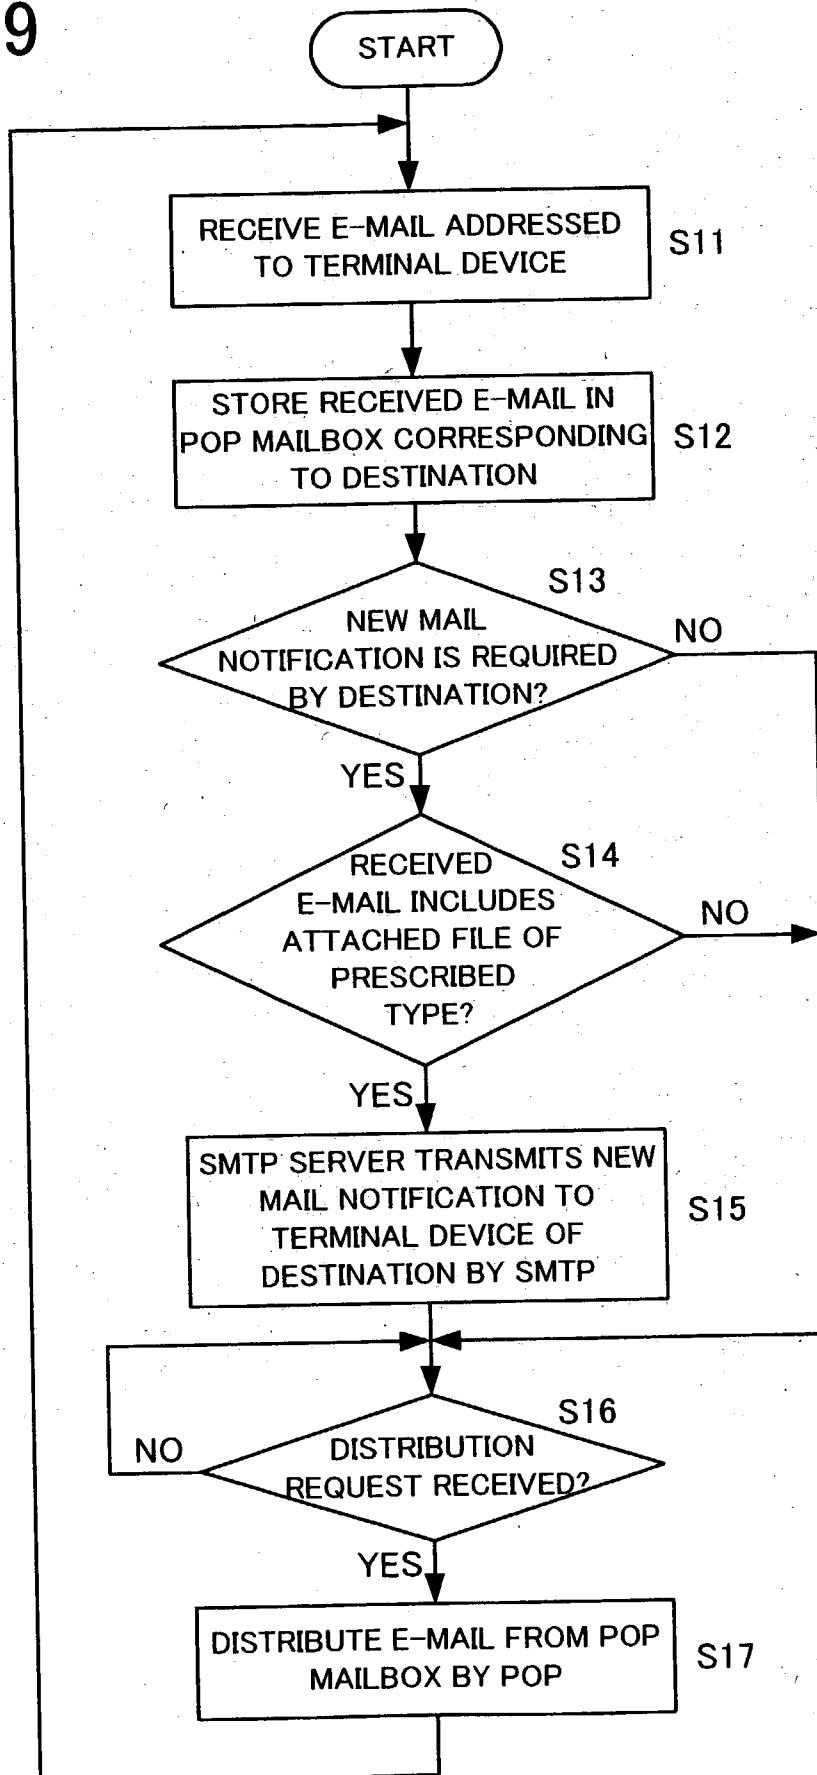 9
START
RECEIVE E-MAIL ADDRESSED
TO TERMINAL DEVICE
S11
STORE RECEIVED E-MAIL IN
POP MAILBOX CORRESPONDING
TO DESTINATION
S12
S13
NEW MAIL
NOTIFICATION IS REQUIRED
BY DESTINATION?
NO
YES
S14
RECEIVED
E-MAIL INCLUDES
ATTACHED FILE OF
PRESCRIBED
TYPE?
NO
YES
SMTP SERVER TRANSMITS NEW
MAIL NOTIFICATION TO
TERMINAL DEVICE OF
DESTINATION BY SMTP
S15
S16
DISTRIBUTION
REQUEST RECEIVED?
NO
YES
DISTRIBUTE E-MAIL FROM POP
MAILBOX BY POP
S17